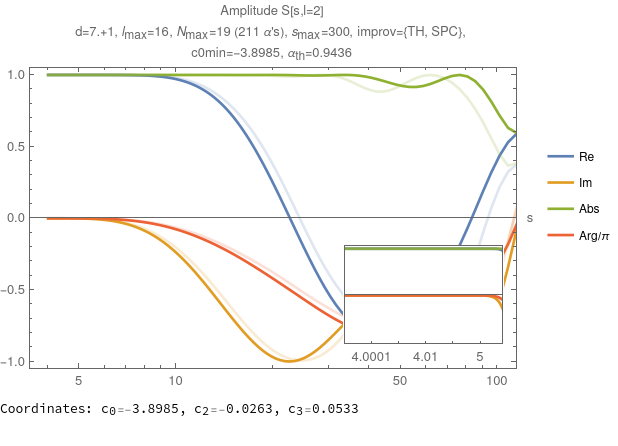 Amplitude S[s,l=2]
d=7.+1, lmax=16, Nmax=19 (211 α's), smax=300, improv={TH, SPC},
c0min=−3.8985, αth=0.9436
1.0
0.5
0.0
−0.5
−1.0
s
Re
Im
Abs
Arg/π
4.0001 4.01 5
5 10 50 100
Coordinates: c0=−3.8985, c2=−0.0263, c3=0.0533